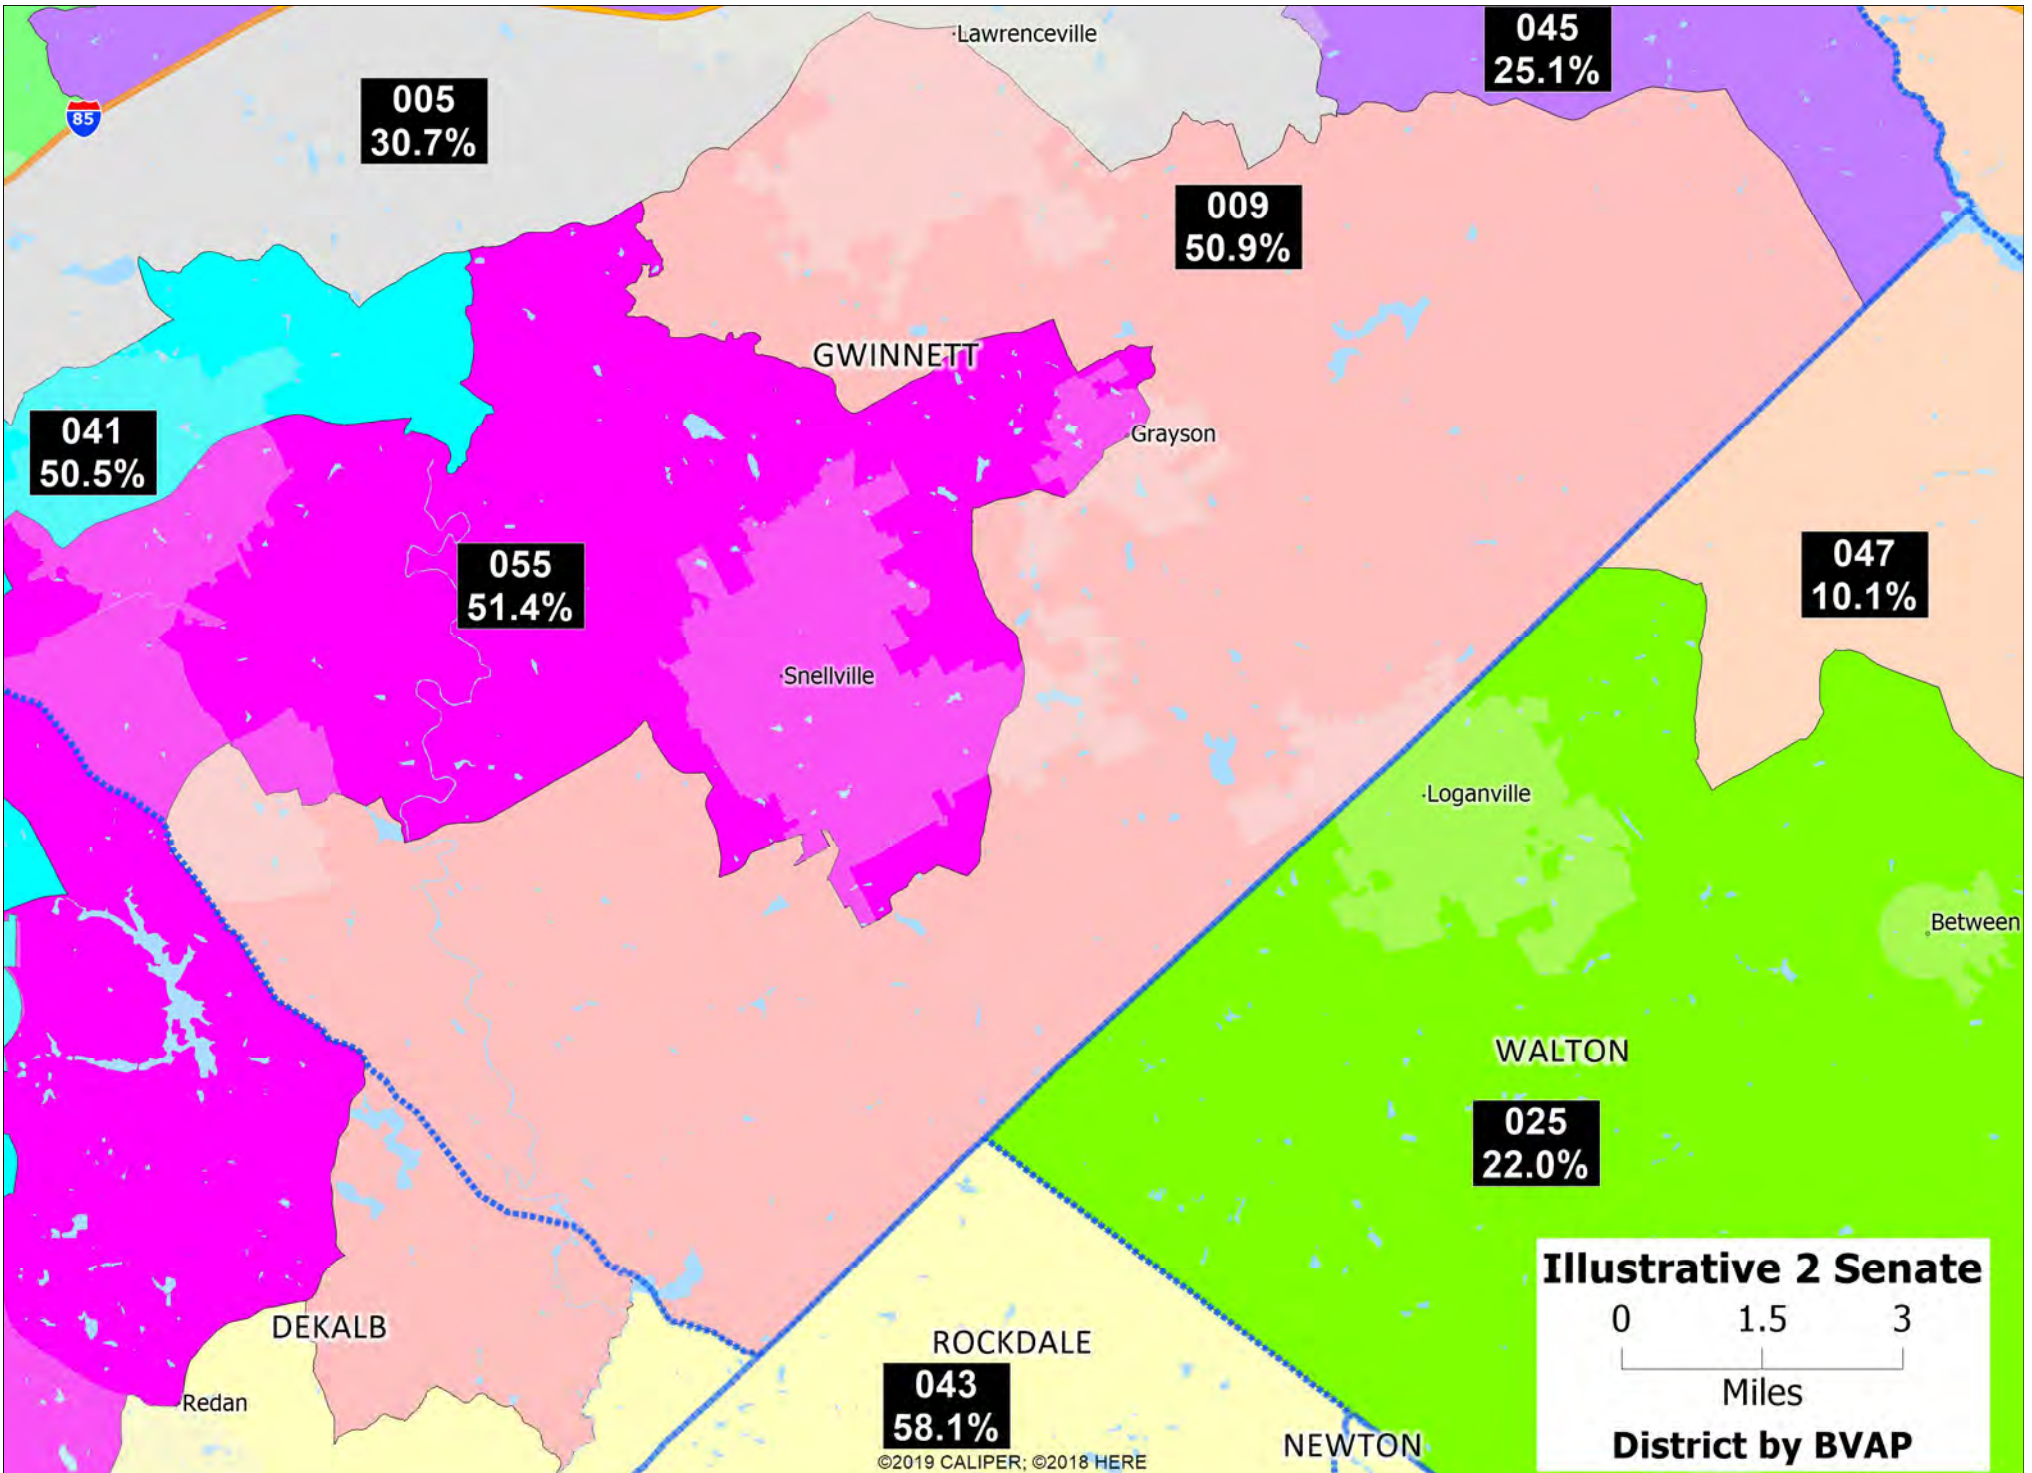 Lawrenceville
045
25.1%
005
30.7%
85
009
50.9%
GWINNETT
041
50.5%
Grayson
055
51.4%
047
10.1%
Snellville
Loganville
Between
WALTON
025
22.0%
DEKALB
ROCKDALE
043
58.1%
Redan
NEWTON
©2019 CALIPER; ©2018 HERE
Illustrative 2 Senate
0 1.5 3
Miles
District by BVAP